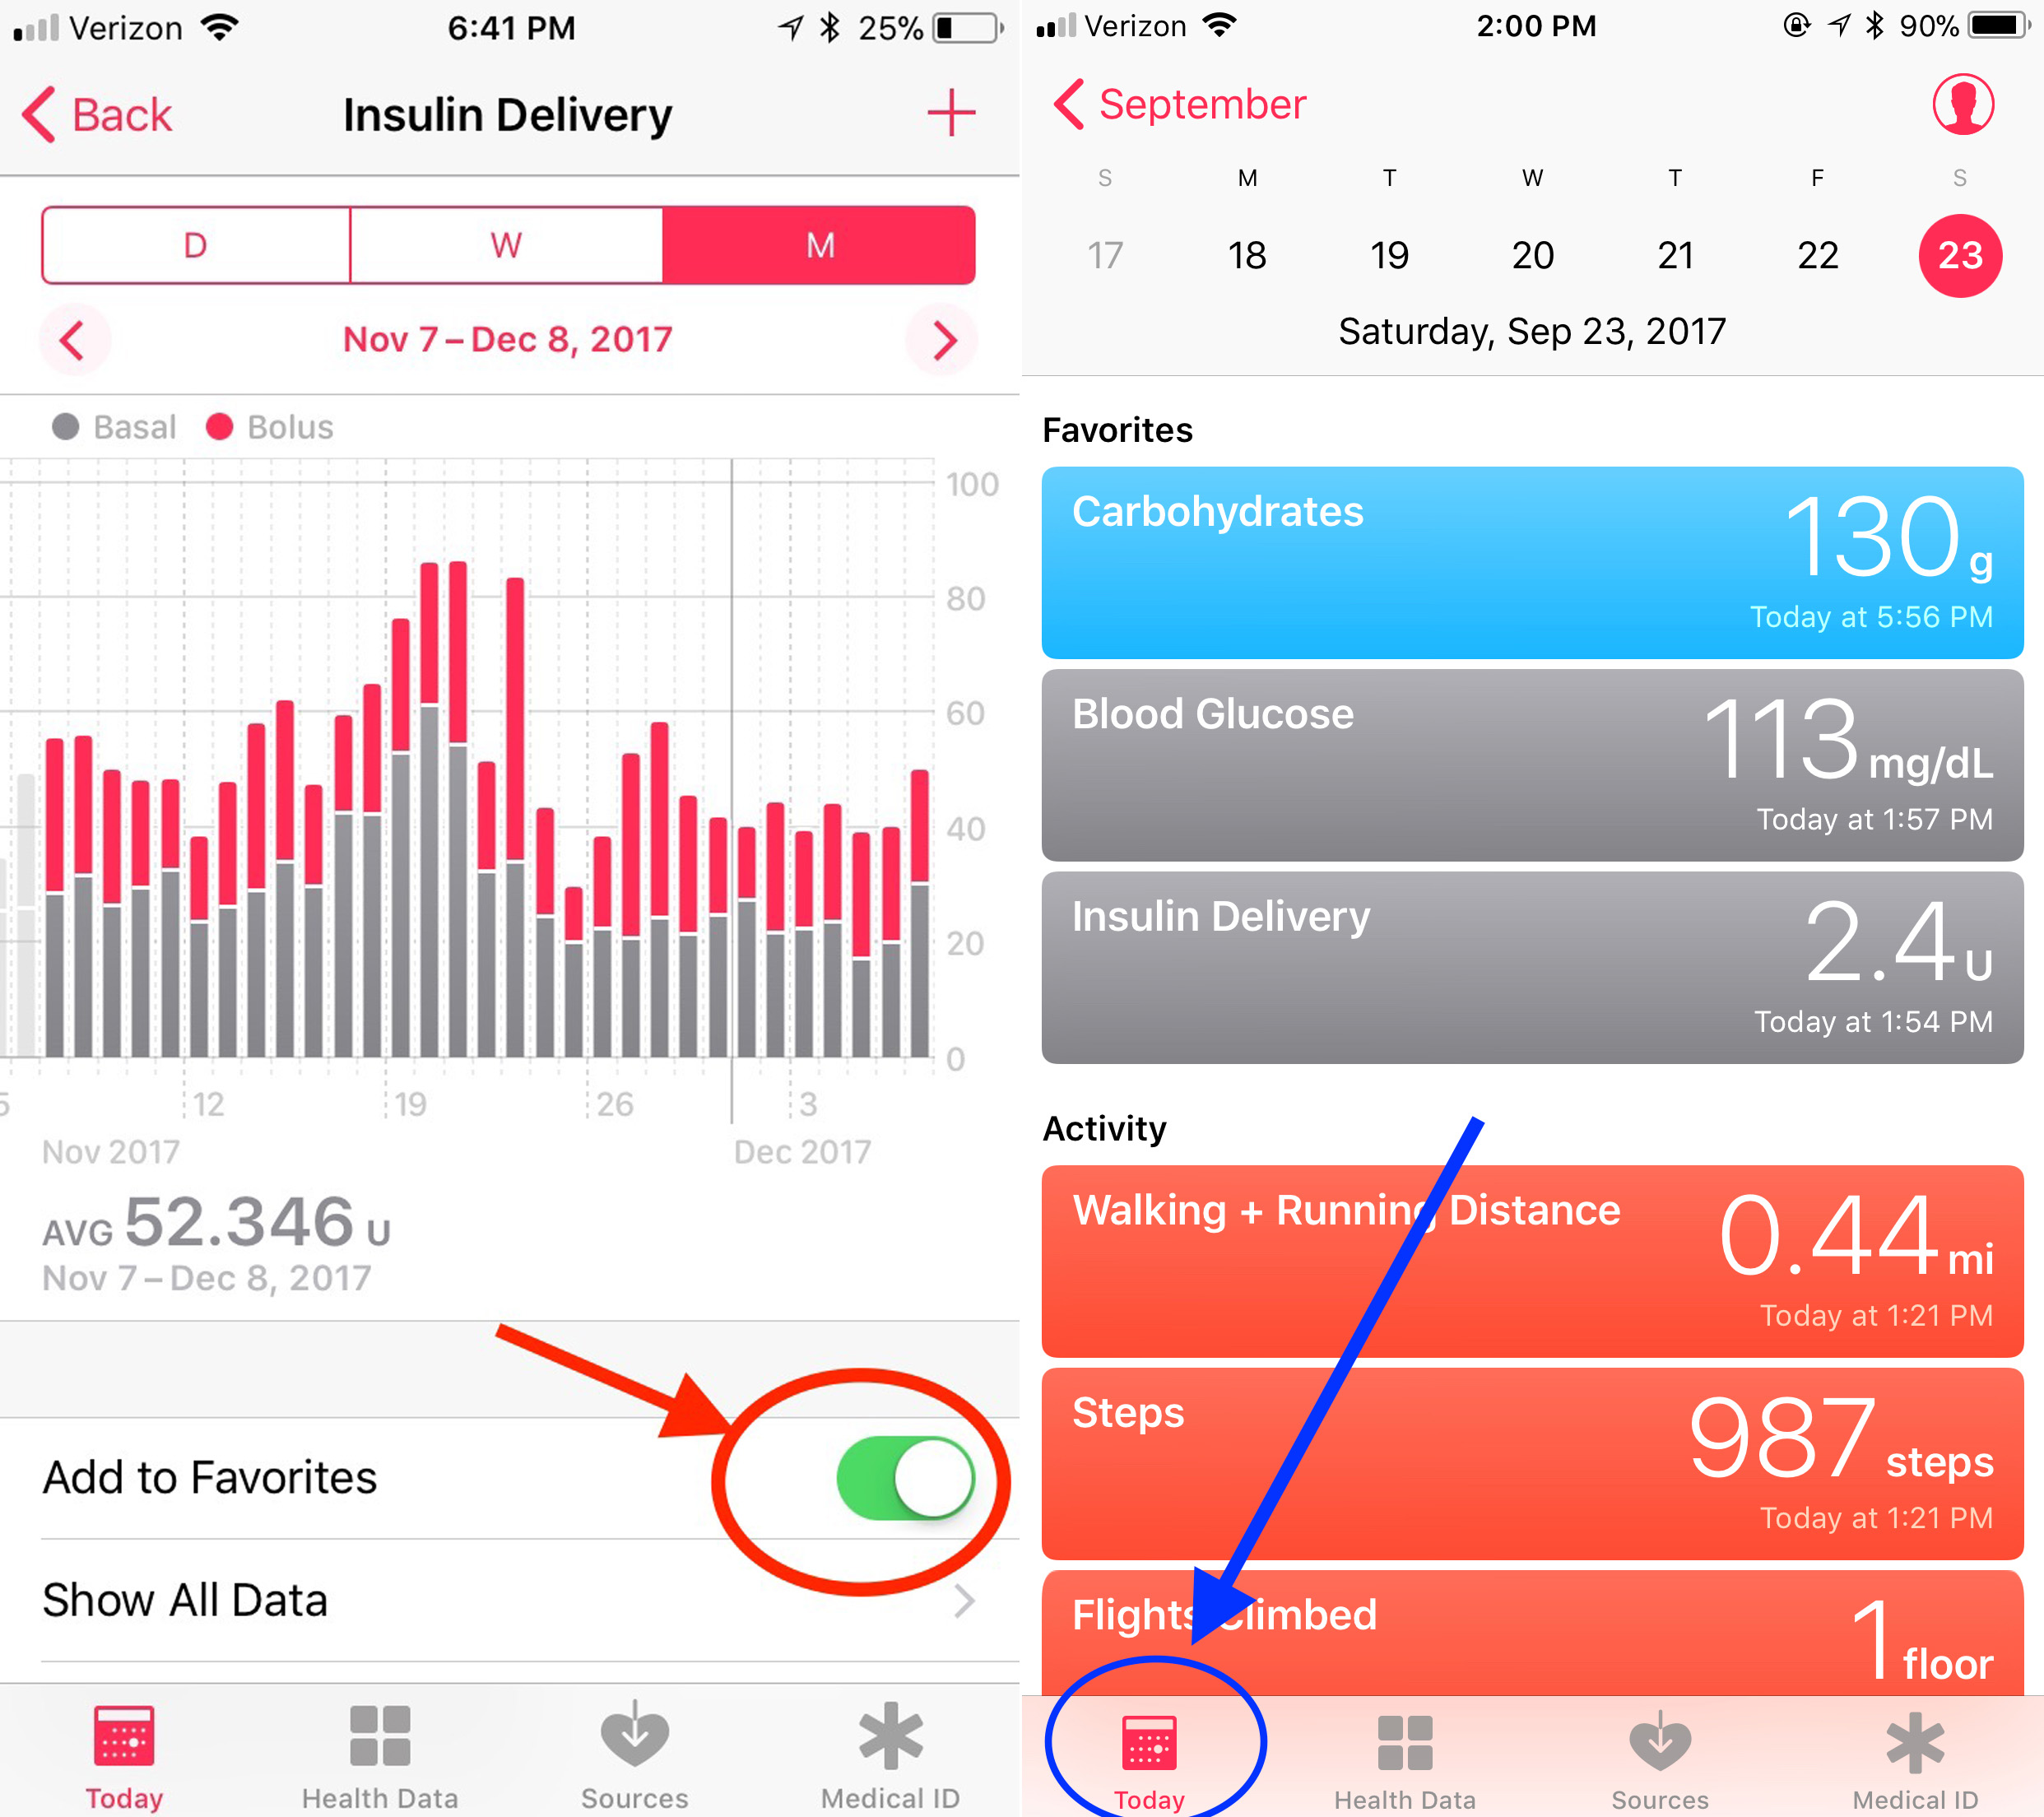 Verizon 6:41 PM 25%
Back Insulin Delivery +
D W M
Nov 7 – Dec 8, 2017
Basal Bolus
100
80
60
40
20
0
5 12 19 26 3
Nov 2017 Dec 2017
AVG 52.346 U
Nov 7 – Dec 8, 2017
Add to Favorites
Show All Data
Today Health Data Sources Medical ID
Verizon 2:00 PM 90%
September
S M T W T F S
17 18 19 20 21 22 23
Saturday, Sep 23, 2017
Favorites
Carbohydrates 130 g
Today at 5:56 PM
Blood Glucose 113 mg/dL
Today at 1:57 PM
Insulin Delivery 2.4 U
Today at 1:54 PM
Activity
Walking + Running Distance 0.44 mi
Today at 1:21 PM
Steps 987 steps
Today at 1:21 PM
Flights Climbed 1 floor
Today Health Data Sources Medical ID